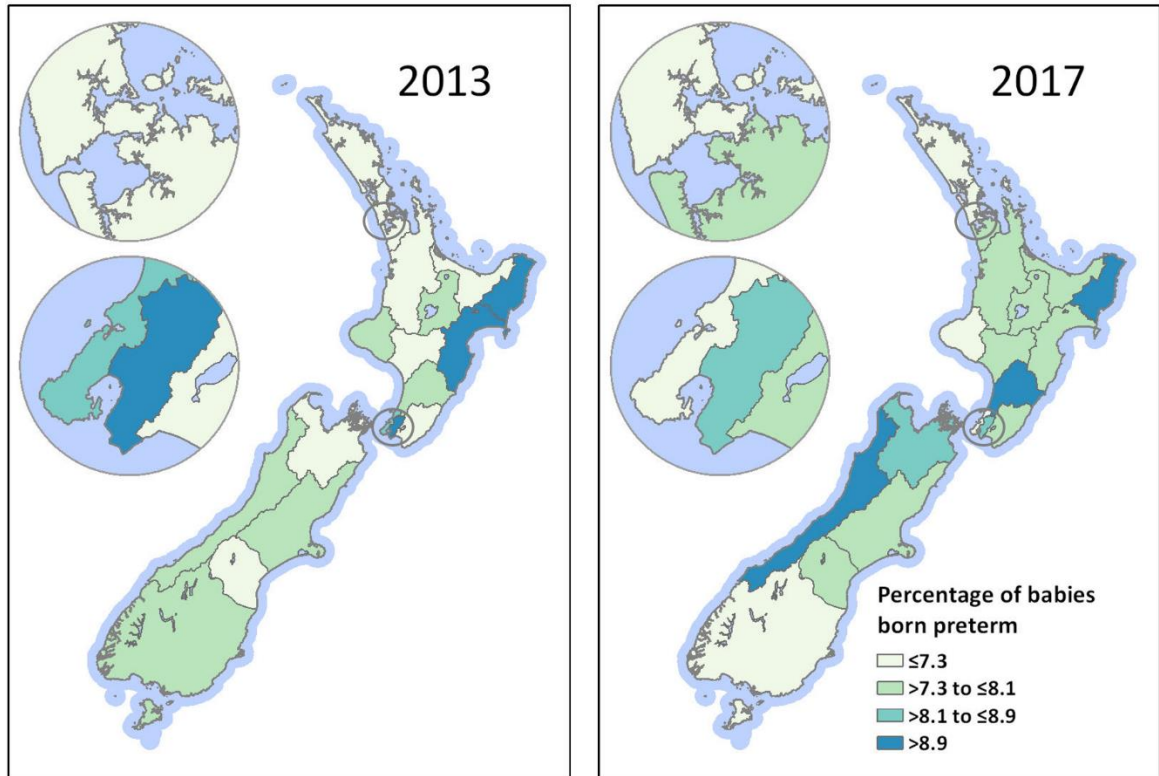 2013
2017
Percentage of babies
born preterm
≤7.3
>7.3 to ≤8.1
>8.1 to ≤8.9
>8.9